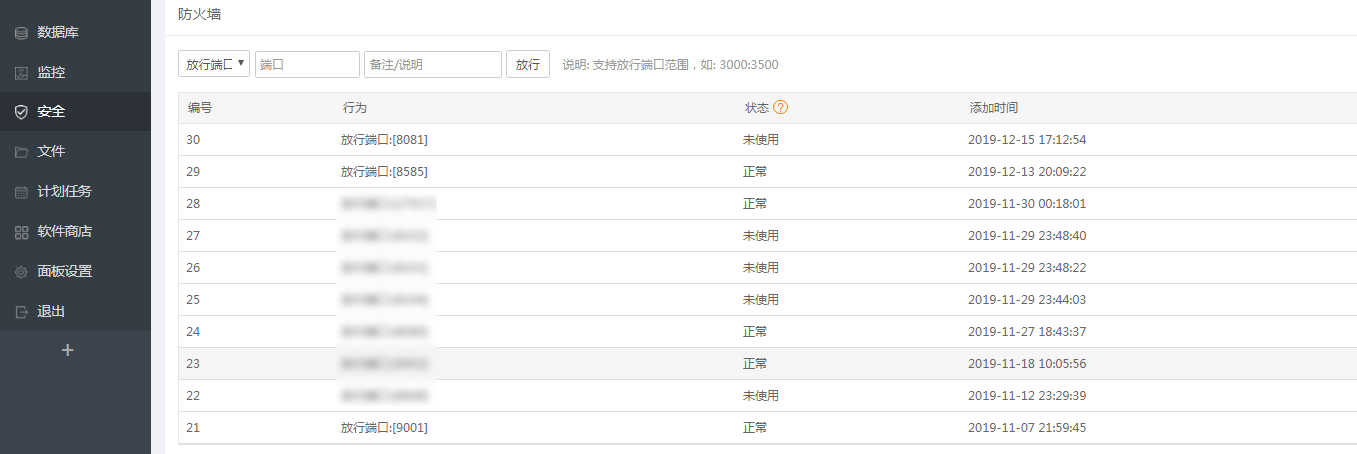 防火墙
数据库
监控
安全
文件
计划任务
软件商店
面板设置
退出
放行端口 端口 备注/说明 放行 说明: 支持放行端口范围，如: 3000:3500
编号 行为 状态 添加时间
30 放行端口:[8081] 未使用 2019-12-15 17:12:54
29 放行端口:[8585] 正常 2019-12-13 20:09:22
28 正常 2019-11-30 00:18:01
27 未使用 2019-11-29 23:48:40
26 未使用 2019-11-29 23:48:22
25 未使用 2019-11-29 23:44:03
24 正常 2019-11-27 18:43:37
23 正常 2019-11-18 10:05:56
22 未使用 2019-11-12 23:29:39
21 放行端口:[9001] 正常 2019-11-07 21:59:45